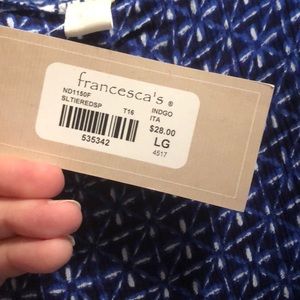 francesca's ®
ND1150F INDGO
SLTIEREDSP T16 ITA
$28.00
535342 LG
4517